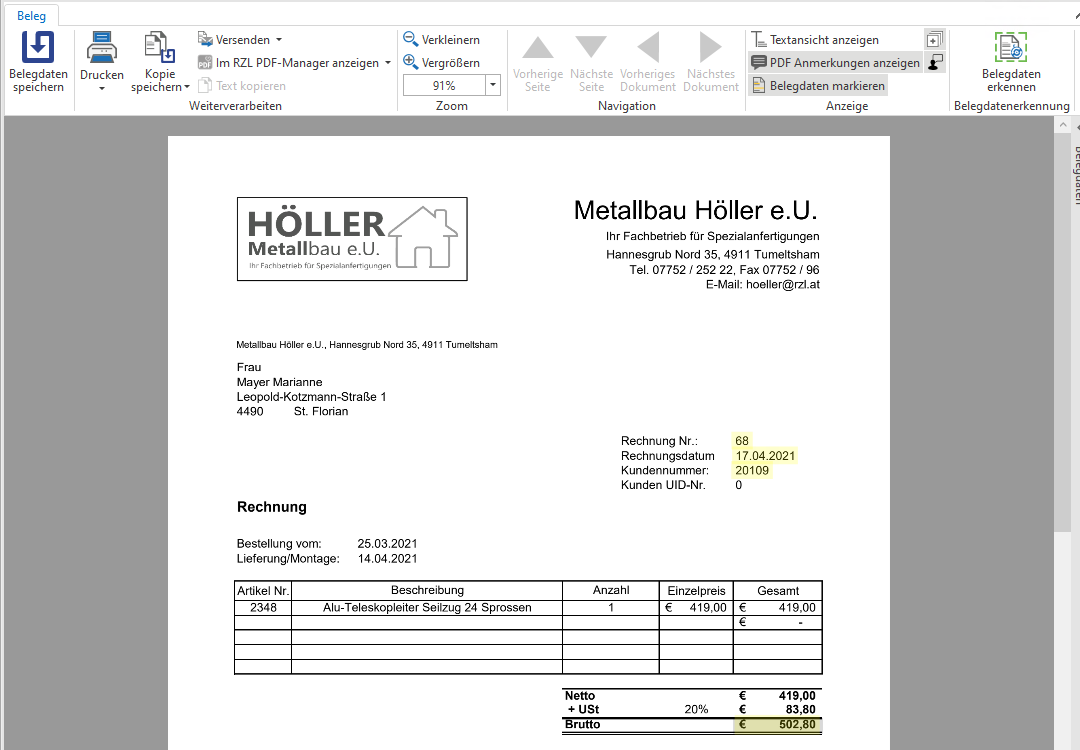 Beleg
Belegdaten speichern
Drucken
Kopie speichern
Versenden
Im RZL PDF-Manager anzeigen
Text kopieren
Weiterverarbeiten
Verkleinern
Vergrößern
91%
Zoom
Vorherige Seite
Nächste Seite
Vorheriges Dokument
Nächstes Dokument
Navigation
Textansicht anzeigen
PDF Anmerkungen anzeigen
Belegdaten markieren
Anzeige
Belegdaten erkennen
Belegdatenerkennung
Belegdaten
HÖLLER
Metallbau e.U.
Ihr Fachbetrieb für Spezialanfertigungen
Metallbau Höller e.U.
Ihr Fachbetrieb für Spezialanfertigungen
Hannesgrub Nord 35, 4911 Tumeltsham
Tel. 07752 / 252 22, Fax 07752 / 96
E-Mail: hoeller@rzl.at
Metallbau Höller e.U., Hannesgrub Nord 35, 4911 Tumeltsham
Frau
Mayer Marianne
Leopold-Kotzmann-Straße 1
4490 St. Florian
Rechnung Nr.: 68
Rechnungsdatum 17.04.2021
Kundennummer: 20109
Kunden UID-Nr. 0
Rechnung
Bestellung vom: 25.03.2021
Lieferung/Montage: 14.04.2021
Artikel Nr. Beschreibung Anzahl Einzelpreis Gesamt
2348 Alu-Teleskopleiter Seilzug 24 Sprossen 1 € 419,00 € 419,00
€ -
Netto € 419,00
+ USt 20% € 83,80
Brutto € 502,80